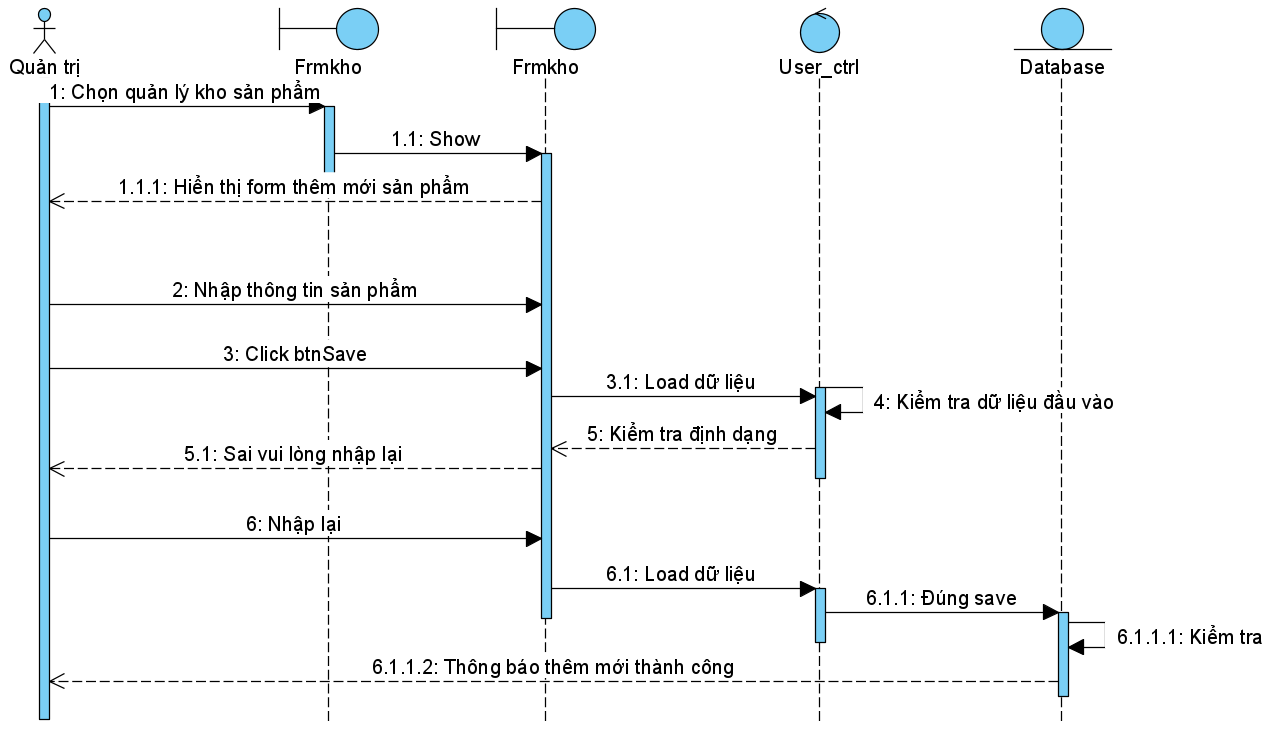 Quản trị
Frmkho
Frmkho
User_ctrl
Database
1: Chọn quản lý kho sản phẩm
1.1: Show
1.1.1: Hiển thị form thêm mới sản phẩm
2: Nhập thông tin sản phẩm
3: Click btnSave
3.1: Load dữ liệu
4: Kiểm tra dữ liệu đầu vào
5: Kiểm tra định dạng
5.1: Sai vui lòng nhập lại
6: Nhập lại
6.1: Load dữ liệu
6.1.1: Đúng save
6.1.1.1: Kiểm tra
6.1.1.2: Thông báo thêm mới thành công